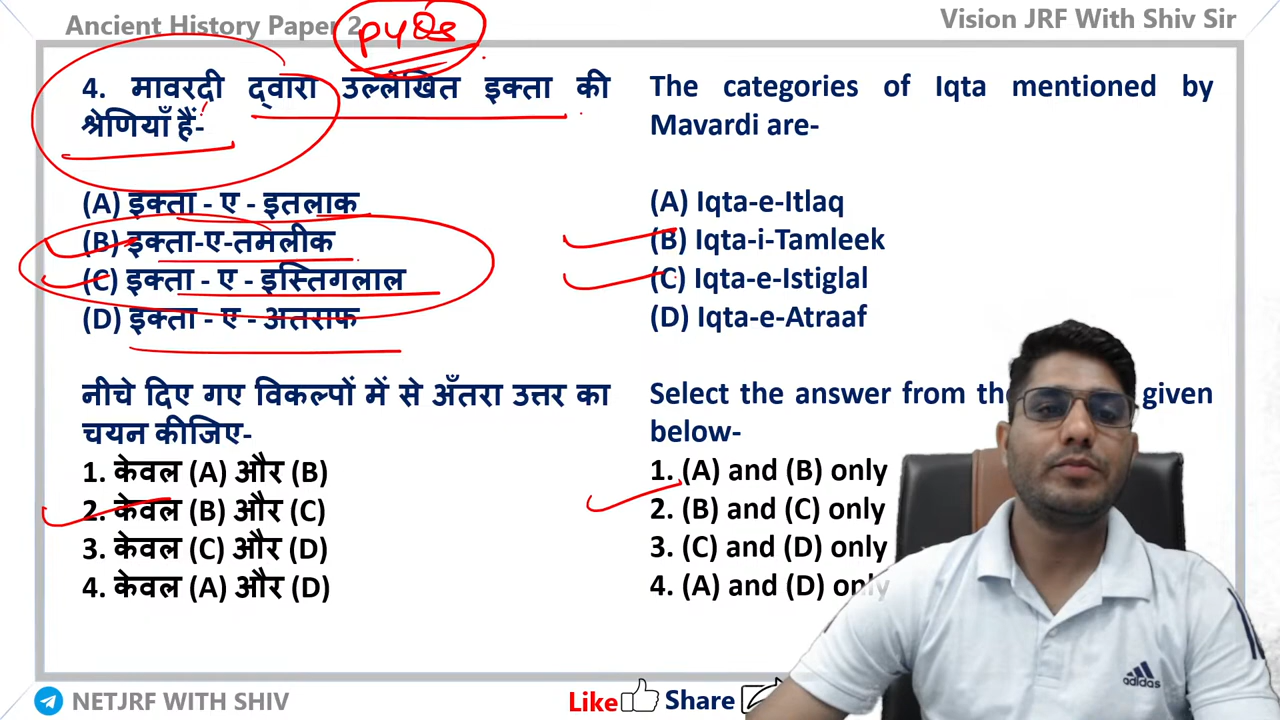 Ancient History Paper 2
PYQs
Vision JRF With Shiv Sir
4. मावरदी द्वारा उल्लेखित इक्ता की
श्रेणियाँ हैं-
(A) इक्ता - ए - इतलाक
(B) इक्ता-ए-तमलीक
(C) इक्ता - ए - इस्तिगलाल
(D) इक्ता - ए - अतराफ
नीचे दिए गए विकल्पों में से अँतरा उत्तर का
चयन कीजिए-
1. केवल (A) और (B)
2. केवल (B) और (C)
3. केवल (C) और (D)
4. केवल (A) और (D)
The categories of Iqta mentioned by
Mavardi are-
(A) Iqta-e-Itlaq
(B) Iqta-i-Tamleek
(C) Iqta-e-Istiglal
(D) Iqta-e-Atraaf
Select the answer from the given
below-
1. (A) and (B) only
2. (B) and (C) only
3. (C) and (D) only
4. (A) and (D) only
adidas
NETJRF WITH SHIV
Like Share